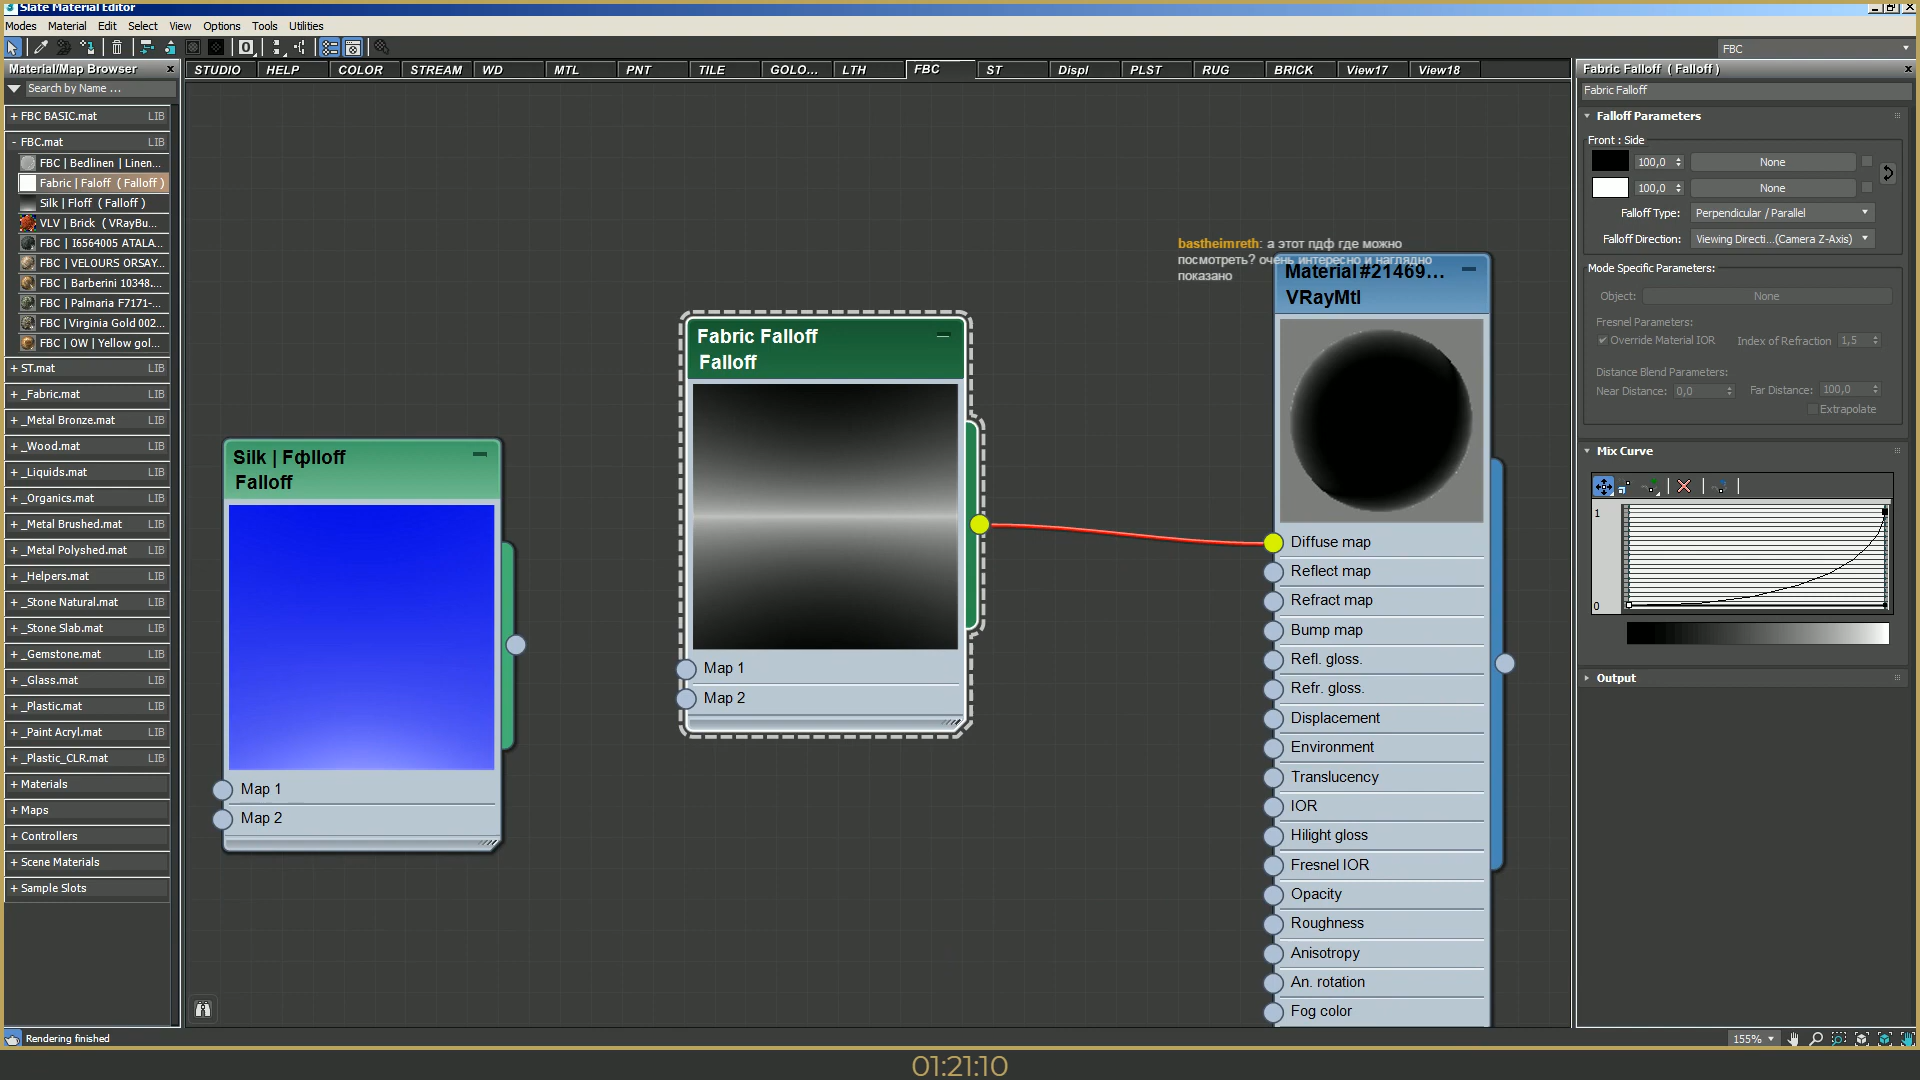 Slate Material Editor
Modes Material Edit Select View Options Tools Utilities
FBC
Material/Map Browser x
Search by Name ...
STUDIO HELP COLOR STREAM WD MTL PNT TILE GOLO... LTH FBC ST Displ PLST RUG BRICK View17 View18
+ FBC BASIC.mat LIB
- FBC.mat LIB
FBC | Bedlinen | Linen...
Fabric | Faloff ( Falloff )
Silk | Floff ( Falloff )
VLV | Brick ( VRayBu...
FBC | I6564005 ATALA...
FBC | VELOURS ORSAY...
FBC | Barberini 10348...
FBC | Palmaria F7171-...
FBC | Virginia Gold 002...
FBC | OW | Yellow gol...
+ ST.mat LIB
+ _Fabric.mat LIB
+ _Metal Bronze.mat LIB
+ _Wood.mat LIB
+ _Liquids.mat LIB
+ _Organics.mat LIB
+ _Metal Brushed.mat LIB
+ _Metal Polyshed.mat LIB
+ _Helpers.mat LIB
+ _Stone Natural.mat LIB
+ _Stone Slab.mat LIB
+ _Gemstone.mat LIB
+ _Glass.mat LIB
+ _Plastic.mat LIB
+ _Paint Acryl.mat LIB
+ _Plastic_CLR.mat LIB
+ Materials
+ Maps
+ Controllers
+ Scene Materials
+ Sample Slots
Silk | Fфlloff
Falloff
Map 1
Map 2
Fabric Falloff
Falloff
Map 1
Map 2
bastheimreth: а этот пдф где можно
посмотреть? очень интересно и наглядно
показано
Material #21469...
VRayMtl
Diffuse map
Reflect map
Refract map
Bump map
Refl. gloss.
Refr. gloss.
Displacement
Environment
Translucency
IOR
Hilight gloss
Fresnel IOR
Opacity
Roughness
Anisotropy
An. rotation
Fog color
Fabric Falloff ( Falloff ) x
Fabric Falloff
Falloff Parameters
Front : Side
100,0 None
100,0 None
Falloff Type: Perpendicular / Parallel
Falloff Direction: Viewing Directi...(Camera Z-Axis)
Mode Specific Parameters:
Object: None
Fresnel Parameters:
Override Material IOR Index of Refraction 1,5
Distance Blend Parameters:
Near Distance: 0,0 Far Distance: 100,0
Extrapolate
Mix Curve
1
0
Output
Rendering finished
155%
01:21:10